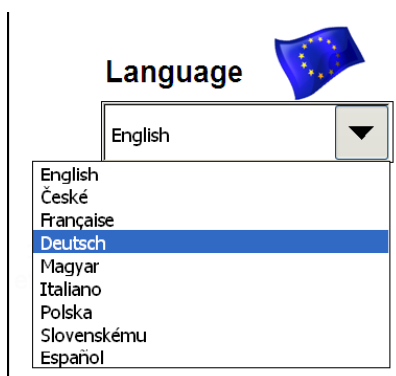 Language
English
English
České
Française
Deutsch
Magyar
Italiano
Polska
Slovenskému
Español